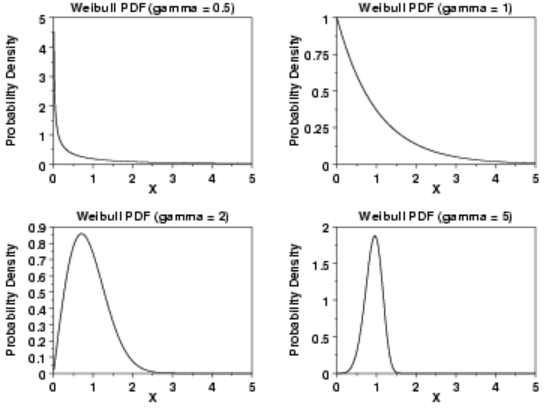 Weibull PDF (gamma = 0.5)
Probability Density
5
4
3
2
1
0
0 1 2 3 4 5
X
Weibull PDF (gamma = 1)
Probability Density
1
0.75
0.5
0.25
0
0 1 2 3 4 5
X
Weibull PDF (gamma = 2)
Probability Density
0.9
0.8
0.7
0.6
0.5
0.4
0.3
0.2
0.1
0
0 1 2 3 4 5
X
Weibull PDF (gamma = 5)
Probability Density
2
1.5
1
0.5
0
0 1 2 3 4 5
X